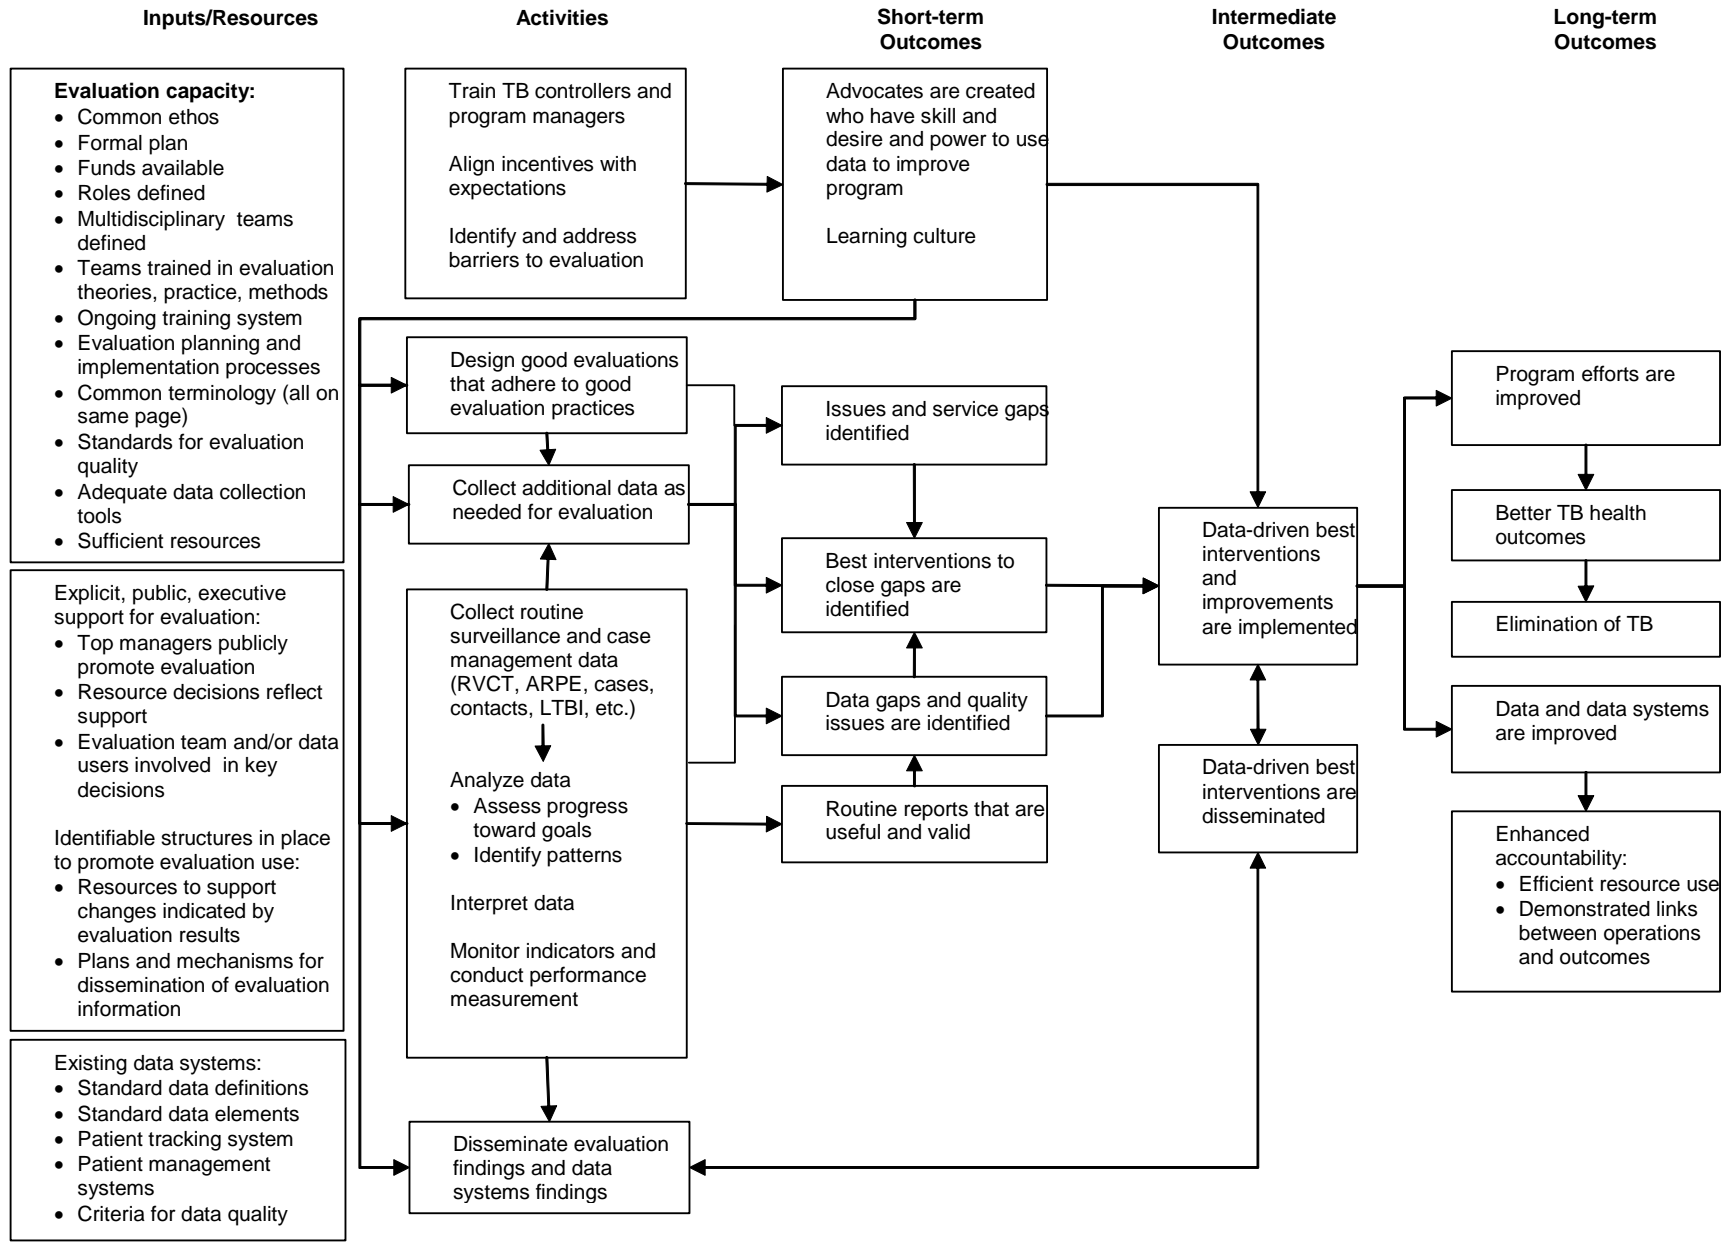 Inputs/Resources
Activities
Short-term
Outcomes
Intermediate
Outcomes
Long-term
Outcomes
Evaluation capacity:
• Common ethos
• Formal plan
• Funds available
• Roles defined
• Multidisciplinary teams
defined
• Teams trained in evaluation
theories, practice, methods
• Ongoing training system
• Evaluation planning and
implementation processes
• Common terminology (all on
same page)
• Standards for evaluation
quality
• Adequate data collection
tools
• Sufficient resources
Explicit, public, executive
support for evaluation:
• Top managers publicly
promote evaluation
• Resource decisions reflect
support
• Evaluation team and/or data
users involved in key
decisions
Identifiable structures in place
to promote evaluation use:
• Resources to support
changes indicated by
evaluation results
• Plans and mechanisms for
dissemination of evaluation
information
Existing data systems:
• Standard data definitions
• Standard data elements
• Patient tracking system
• Patient management
systems
• Criteria for data quality
Train TB controllers and
program managers
Align incentives with
expectations
Identify and address
barriers to evaluation
Design good evaluations
that adhere to good
evaluation practices
Collect additional data as
needed for evaluation
Collect routine
surveillance and case
management data
(RVCT, ARPE, cases,
contacts, LTBI, etc.)
Analyze data
• Assess progress
toward goals
• Identify patterns
Interpret data
Monitor indicators and
conduct performance
measurement
Disseminate evaluation
findings and data
systems findings
Advocates are created
who have skill and
desire and power to use
data to improve
program
Learning culture
Issues and service gaps
identified
Best interventions to
close gaps are
identified
Data gaps and quality
issues are identified
Routine reports that are
useful and valid
Data-driven best
interventions
and
improvements
are implemented
Data-driven best
interventions are
disseminated
Program efforts are
improved
Better TB health
outcomes
Elimination of TB
Data and data systems
are improved
Enhanced
accountability:
• Efficient resource use
• Demonstrated links
between operations
and outcomes